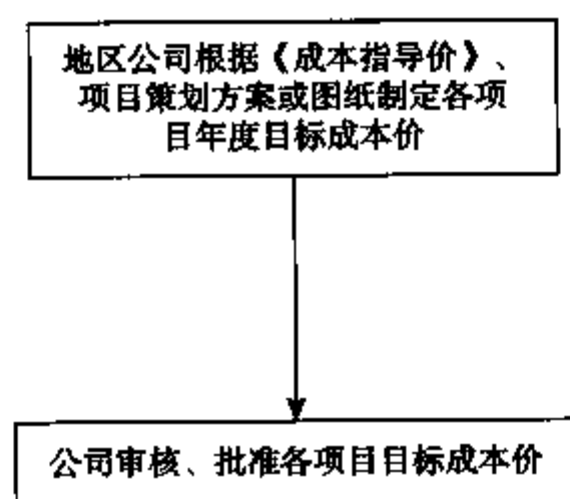 地区公司根据《成本指导价》、
项目策划方案或图纸制定各项
目年度目标成本价
公司审核、批准各项目目标成本价